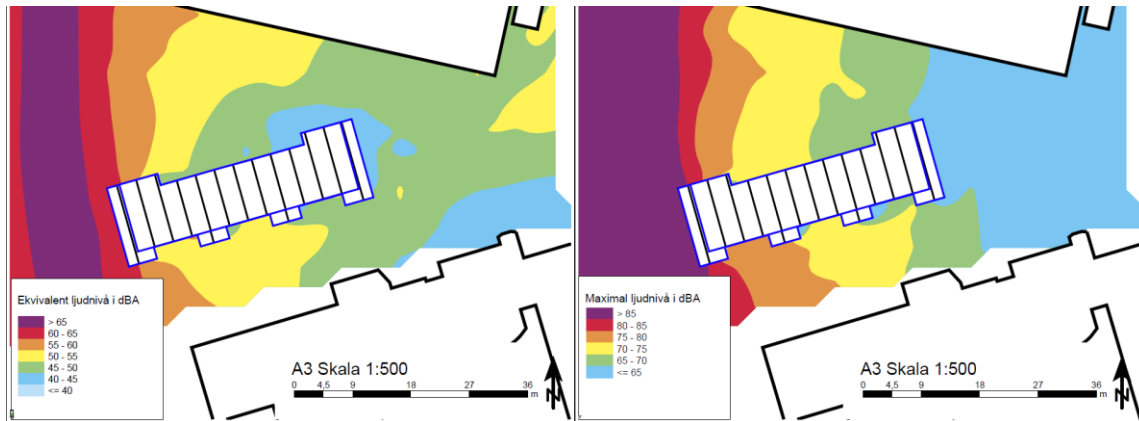 Ekvivalent ljudnivå i dBA
> 65
60 - 65
55 - 60
50 - 55
45 - 50
40 - 45
<= 40
A3 Skala 1:500
0 4,5 9 18 27 36
m
N
Maximal ljudnivå i dBA
> 85
80 - 85
75 - 80
70 - 75
65 - 70
<= 65
A3 Skala 1:500
0 4,5 9 18 27 36
m
N